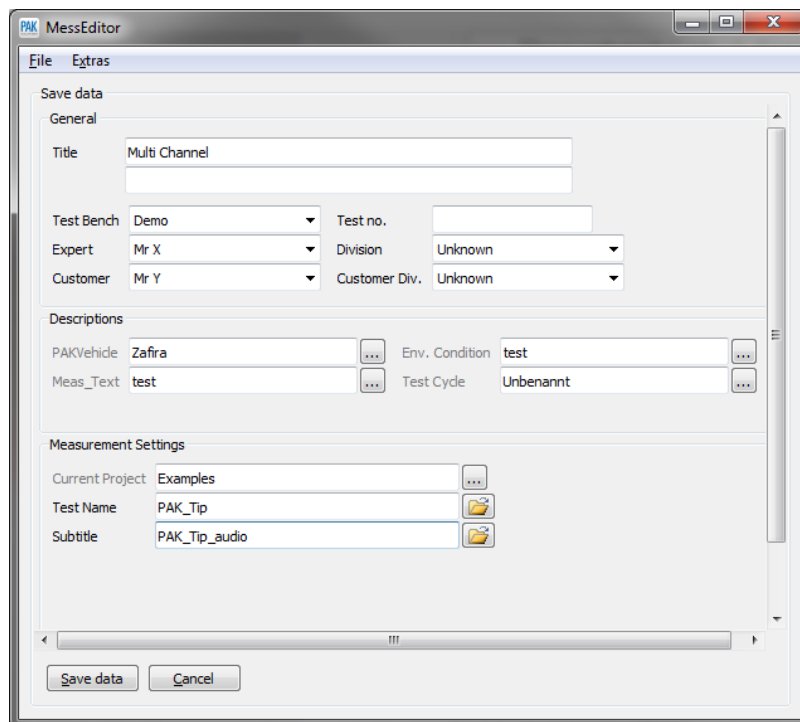 PAK MessEditor
File Extras
Save data
General
Title Multi Channel
Test Bench Demo Test no.
Expert Mr X Division Unknown
Customer Mr Y Customer Div. Unknown
Descriptions
PAKVehicle Zafira ... Env. Condition test ...
Meas_Text test ... Test Cycle Unbenannt ...
Measurement Settings
Current Project Examples ...
Test Name PAK_Tip
Subtitle PAK_Tip_audio
Save data Cancel